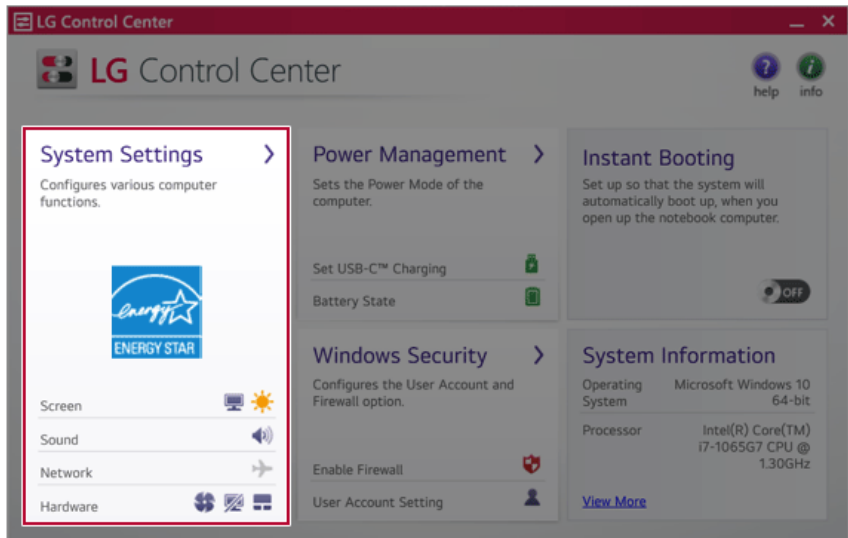 LG Control Center
LG Control Center
help
info
System Settings
Configures various computer
functions.
energy
ENERGY STAR
Screen
Sound
Network
Hardware
Power Management
Sets the Power Mode of the
computer.
Set USB-C™ Charging
Battery State
Instant Booting
Set up so that the system will
automatically boot up, when you
open up the notebook computer.
OFF
Windows Security
Configures the User Account and
Firewall option.
Enable Firewall
User Account Setting
System Information
Operating Microsoft Windows 10
System 64-bit
Processor Intel(R) Core(TM)
i7-1065G7 CPU @
1.30GHz
View More